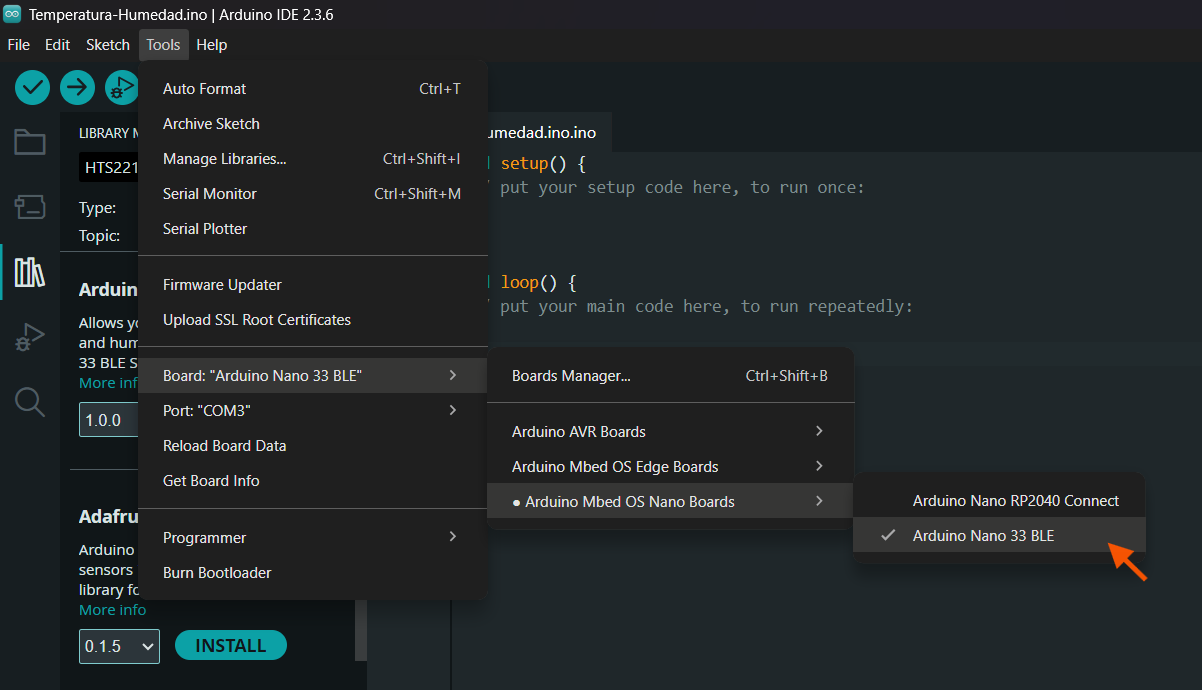 Temperatura-Humedad.ino | Arduino IDE 2.3.6
File Edit Sketch Tools Help
LIBRARY M
HTS221
Type:
Topic:
Arduin
Allows yo
and hum
33 BLE S
More inf
1.0.0
Adafru
Arduino
sensors
library fo
More info
0.1.5 INSTALL
Auto Format Ctrl+T
Archive Sketch
Manage Libraries... Ctrl+Shift+I
Serial Monitor Ctrl+Shift+M
Serial Plotter
Firmware Updater
Upload SSL Root Certificates
Board: "Arduino Nano 33 BLE"
Port: "COM3"
Reload Board Data
Get Board Info
Programmer
Burn Bootloader
umedad.ino.ino
setup() {
put your setup code here, to run once:
loop() {
put your main code here, to run repeatedly:
Boards Manager... Ctrl+Shift+B
Arduino AVR Boards
Arduino Mbed OS Edge Boards
● Arduino Mbed OS Nano Boards
Arduino Nano RP2040 Connect
✓ Arduino Nano 33 BLE